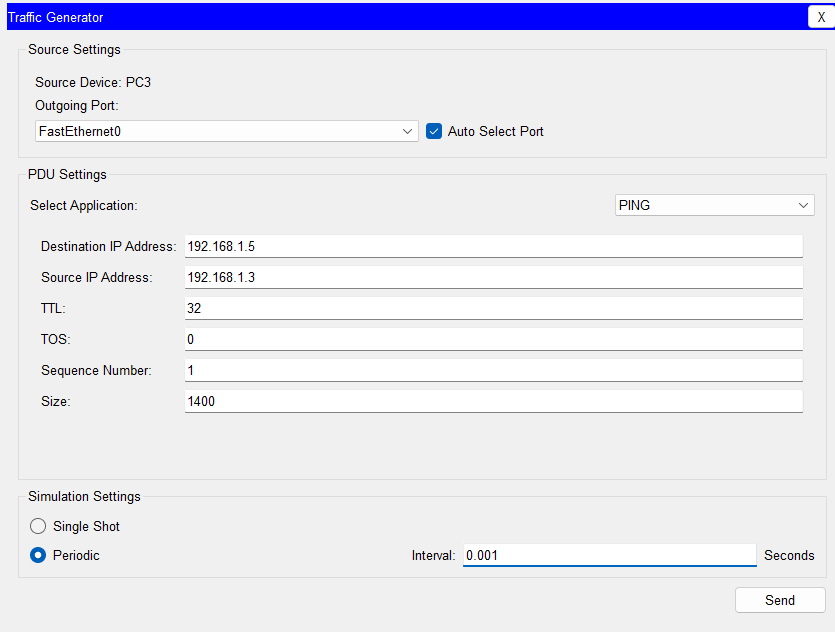 Traffic Generator X
Source Settings
Source Device: PC3
Outgoing Port:
FastEthernet0 Auto Select Port
PDU Settings
Select Application: PING
Destination IP Address: 192.168.1.5
Source IP Address: 192.168.1.3
TTL: 32
TOS: 0
Sequence Number: 1
Size: 1400
Simulation Settings
Single Shot
Periodic Interval: 0.001 Seconds
Send